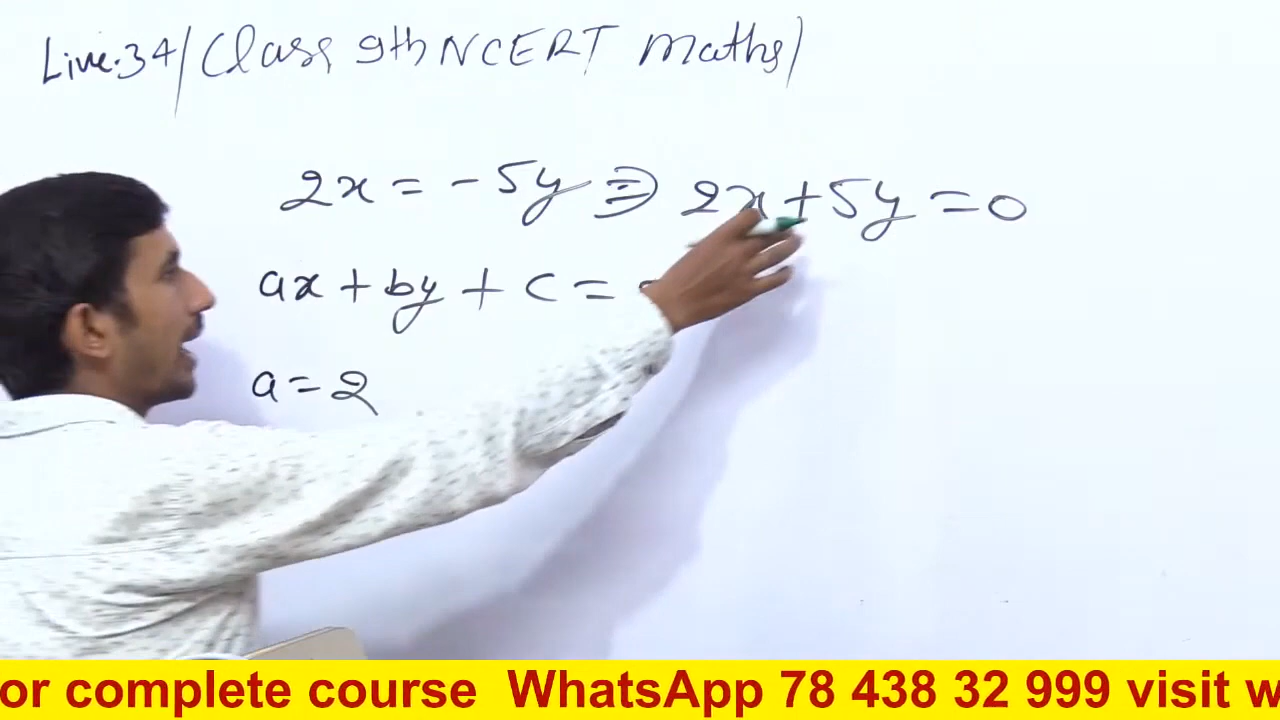 Live.34/(Class 9th NCERT Maths)
2x = -5y ⇒ 2x+5y=0
ax + by + c =
a=2
or complete course WhatsApp 78 438 32 999 visit w